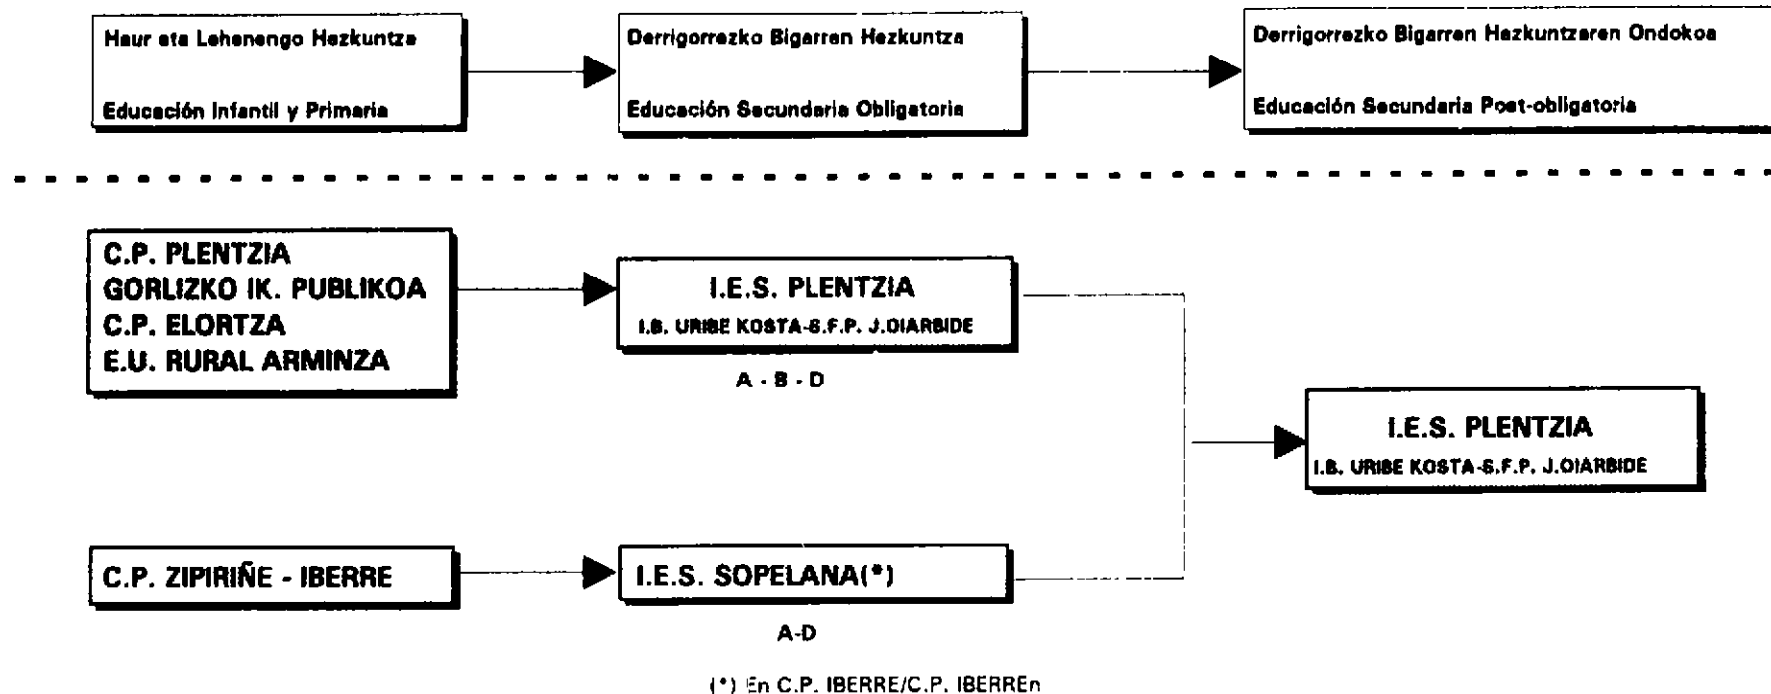 Haur eta Lehenengo Hezkuntza
Educación Infantil y Primaria
Derrigorrezko Bigarren Hezkuntza
Educación Secundaria Obligatoria
Derrigorrezko Bigarren Hezkuntzaren Ondokoa
Educación Secundaria Post-obligatoria
C.P. PLENTZIA
GORLIZKO IK. PUBLIKOA
C.P. ELORTZA
E.U. RURAL ARMINZA
I.E.S. PLENTZIA
I.B. URIBE KOSTA-S.F.P. J.OIARBIDE
A - B - D
I.E.S. PLENTZIA
I.B. URIBE KOSTA-S.F.P. J.OIARBIDE
C.P. ZIPIRIÑE - IBERRE
I.E.S. SOPELANA(*)
A-D
(*) En C.P. IBERRE/C.P. IBERREn